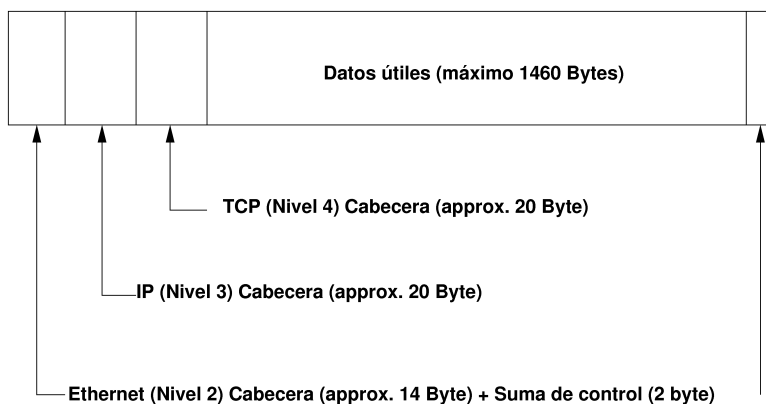 Datos útiles (máximo 1460 Bytes)
TCP (Nivel 4) Cabecera (approx. 20 Byte)
IP (Nivel 3) Cabecera (approx. 20 Byte)
Ethernet (Nivel 2) Cabecera (approx. 14 Byte) + Suma de control (2 byte)